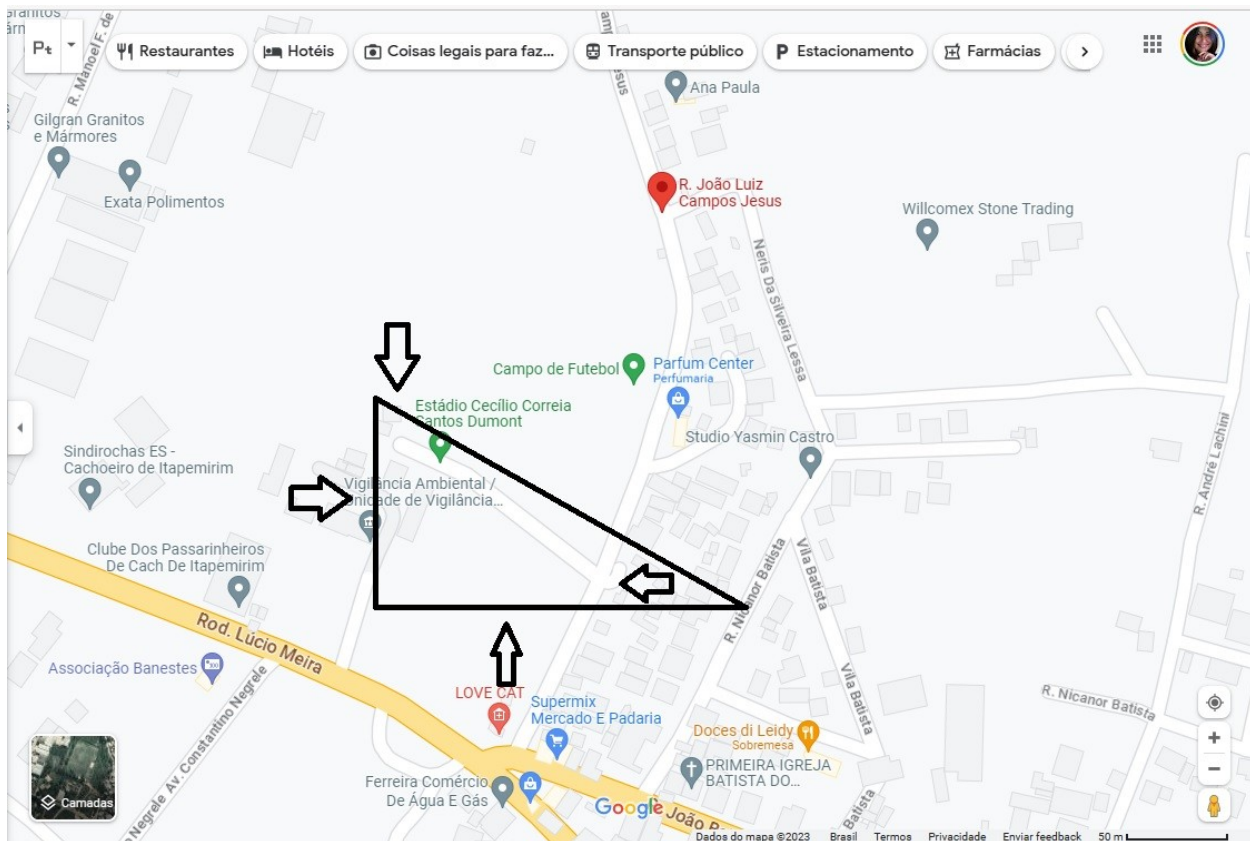 Pt
Restaurantes
Hotéis
Coisas legais para faz...
Transporte público
P Estacionamento
Farmácias
R. Manoel F. de
Gilgran Granitos
e Mármores
Exata Polimentos
Ana Paula
R. João Luiz
Campos Jesus
Willcomex Stone Trading
Neris Da Silveira Lessa
Campo de Futebol
Parfum Center
Perfumaria
Estádio Cecílio Correia
Santos Dumont
Studio Yasmin Castro
R. André Lachini
Sindirochas ES -
Cachoeiro de Itapemirim
Vigilância Ambiental /
Unidade de Vigilância...
Clube Dos Passarinheiros
De Cach De Itapemirim
R. Nicanor Batista
Vila Batista
Rod. Lúcio Meira
Associação Banestes
Negrele Av. Constantino Negrele
LOVE CAT
Supermix
Mercado E Padaria
Vila Batista
R. Nicanor Batista
Doces di Leidy
Sobremesa
PRIMEIRA IGREJA
BATISTA DO...
Ferreira Comércio
De Água E Gás
Camadas
Google
João
Batista
Dados do mapa ©2023 Brasil Termos Privacidade Enviar feedback 50 m